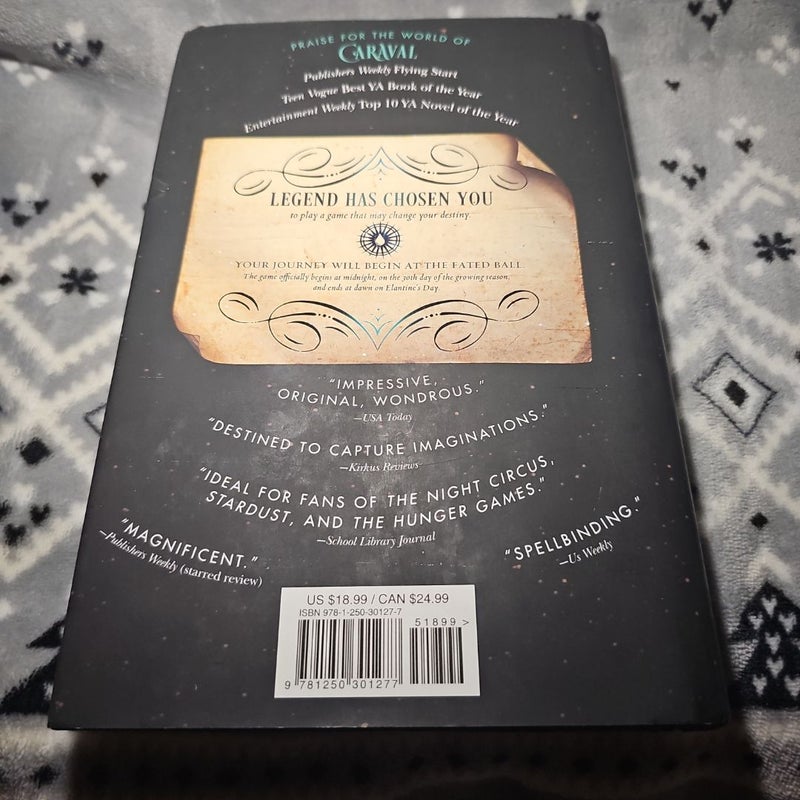 PRAISE FOR THE WORLD OF
CARAVAL
Publishers Weekly Flying Start
Teen Vogue Best YA Book of the Year
Entertainment Weekly Top 10 YA Novel of the Year
LEGEND HAS CHOSEN YOU
to play a game that may change your destiny.
YOUR JOURNEY WILL BEGIN AT THE FATED BALL
The game officially begins at midnight, on the 30th day of the growing season,
and ends at dawn on Elantine's Day.
"IMPRESSIVE,
ORIGINAL, WONDROUS."
—USA Today
"DESTINED TO CAPTURE IMAGINATIONS."
—Kirkus Reviews
"IDEAL FOR FANS OF THE NIGHT CIRCUS,
STARDUST, AND THE HUNGER GAMES."
—School Library Journal
"MAGNIFICENT."
—Publishers Weekly (starred review)
"SPELLBINDING."
—Us Weekly
US $18.99 / CAN $24.99
ISBN 978-1-250-30127-7
51899 >
9 781250 301277